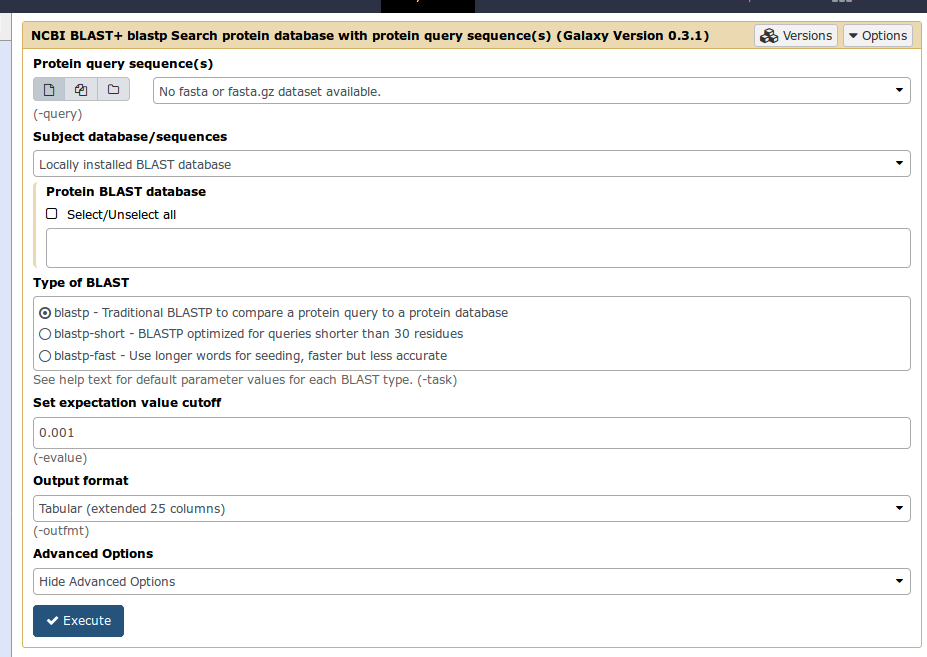 NCBI BLAST+ blastp Search protein database with protein query sequence(s) (Galaxy Version 0.3.1) Versions Options
Protein query sequence(s)
No fasta or fasta.gz dataset available.
(-query)
Subject database/sequences
Locally installed BLAST database
Protein BLAST database
Select/Unselect all
Type of BLAST
blastp - Traditional BLASTP to compare a protein query to a protein database
blastp-short - BLASTP optimized for queries shorter than 30 residues
blastp-fast - Use longer words for seeding, faster but less accurate
See help text for default parameter values for each BLAST type. (-task)
Set expectation value cutoff
0.001
(-evalue)
Output format
Tabular (extended 25 columns)
(-outfmt)
Advanced Options
Hide Advanced Options
Execute